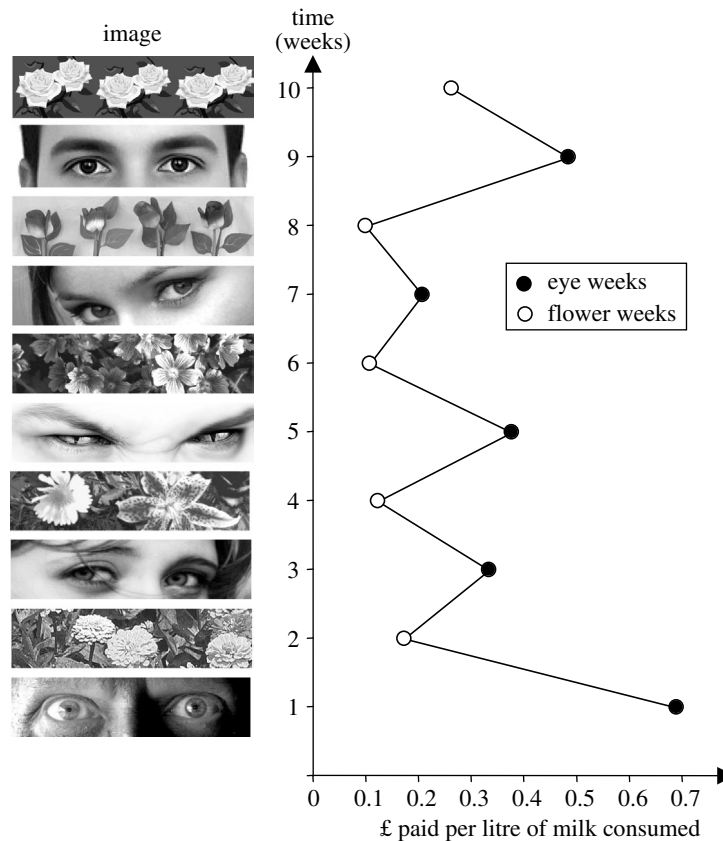 image
time
(weeks)
10
9
8
7
6
5
4
3
2
1
eye weeks
flower weeks
0 0.1 0.2 0.3 0.4 0.5 0.6 0.7
£ paid per litre of milk consumed